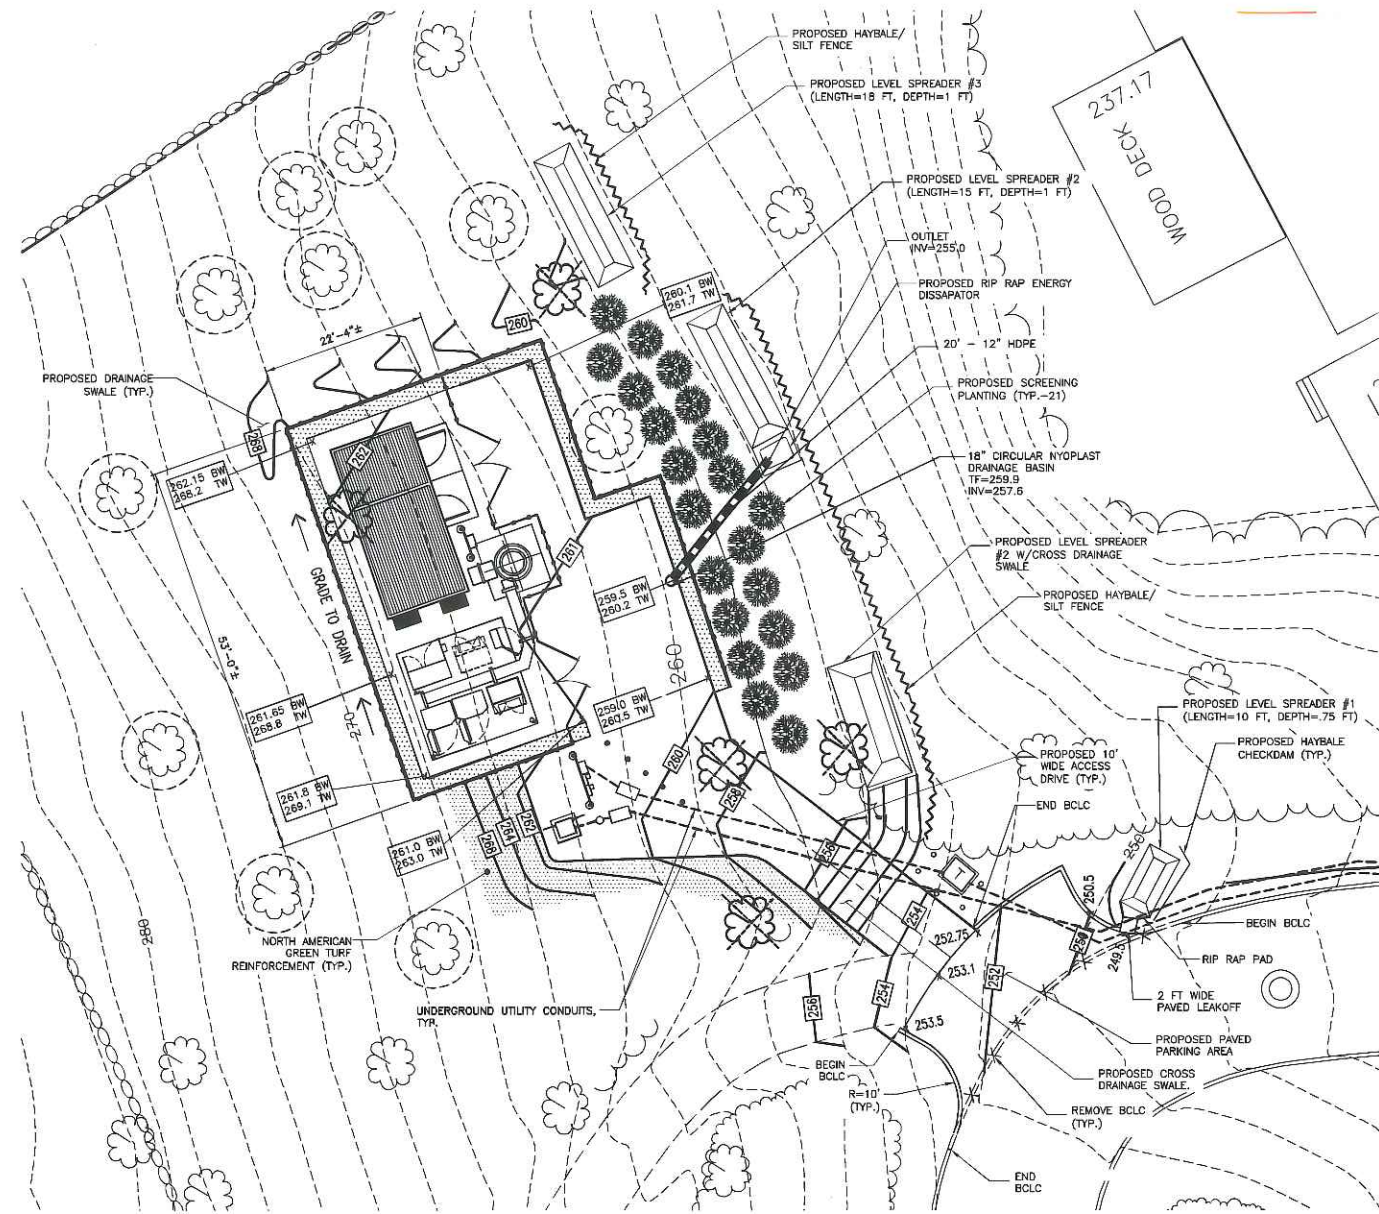 PROPOSED HAYBALE/
SILT FENCE
PROPOSED LEVEL SPREADER #3
(LENGTH=18 FT, DEPTH=1 FT)
237.17
WOOD DECK
PROPOSED LEVEL SPREADER #2
(LENGTH=15 FT, DEPTH=1 FT)
OUTLET
INV=255.0
PROPOSED RIP RAP ENERGY
DISSAPATOR
260.1 BW
261.7 TW
260
22'-4"±
20' - 12" HDPE
PROPOSED DRAINAGE
SWALE (TYP.)
PROPOSED SCREENING
PLANTING (TYP.-21)
268
262
18" CIRCULAR NYOPLAST
DRAINAGE BASIN
TF=259.9
INV=257.6
262.15 BW
268.2 TW
261
PROPOSED LEVEL SPREADER
#2 W/CROSS DRAINAGE
SWALE
GRADE TO DRAIN
259.5 BW
260.2 TW
PROPOSED HAYBALE/
SILT FENCE
53'-0"±
260
270
261.65 BW
268.8 TW
259.0 BW
260.5 TW
PROPOSED LEVEL SPREADER #1
(LENGTH=10 FT, DEPTH=.75 FT)
PROPOSED HAYBALE
CHECKDAM (TYP.)
PROPOSED 10'
WIDE ACCESS
DRIVE (TYP.)
260
261.8 BW
269.1 TW
258
END BCLC
261.0 BW
263.0 TW
268
264
262
256
250
T
P
250.5
280
254
BEGIN BCLC
252.75
250
249.5
NORTH AMERICAN
GREEN TURF
REINFORCEMENT (TYP.)
RIP RAP PAD
253.1
252
254
256
2 FT WIDE
PAVED LEAKOFF
UNDERGROUND UTILITY CONDUITS,
TYP.
253.5
PROPOSED PAVED
PARKING AREA
BEGIN
BCLC
PROPOSED CROSS
DRAINAGE SWALE.
R=10'
(TYP.)
REMOVE BCLC
(TYP.)
END
BCLC